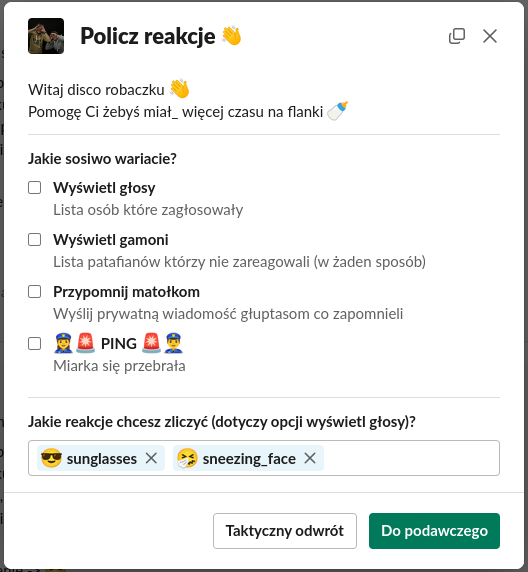 Policz reakcje 👋
Witaj disco robaczku 👋
Pomogę Ci żebyś miał_ więcej czasu na flanki 🍼
Jakie sosiwo wariacie?
Wyświetl głosy
Lista osób które zagłosowały
Wyświetl gamoni
Lista patafianów którzy nie zareagowali (w żaden sposób)
Przypomnij matołkom
Wyślij prywatną wiadomość głuptasom co zapomnieli
👮‍♀️🚨 PING 🚨👮‍♂️
Miarka się przebrała
Jakie reakcje chcesz zliczyć (dotyczy opcji wyświetl głosy)?
😎 sunglasses 🤧 sneezing_face
Taktyczny odwrót Do podawczego